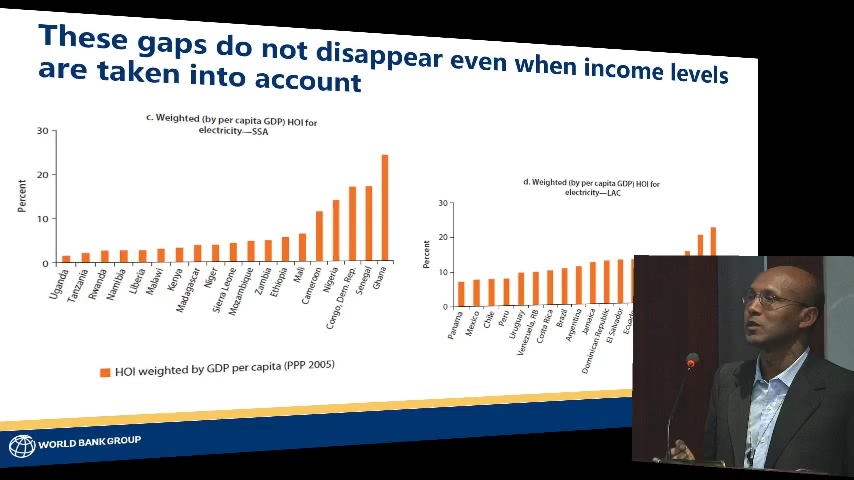 These gaps do not disappear even when income levels
are taken into account
c. Weighted (by per capita GDP) HOI for
electricity—SSA
30
20
10
0
Percent
Uganda
Tanzania
Rwanda
Namibia
Liberia
Malawi
Kenya
Madagascar
Niger
Sierra Leone
Mozambique
Zambia
Ethiopia
Mali
Cameroon
Nigeria
Congo, Dem. Rep.
Senegal
Ghana
d. Weighted (by per capita GDP) HOI for
electricity—LAC
30
20
10
0
Percent
Panama
Mexico
Chile
Peru
Uruguay
Venezuela, RB
Costa Rica
Brazil
Argentina
Jamaica
Dominican Republic
El Salvador
HOI weighted by GDP per capita (PPP 2005)
WORLD BANK GROUP